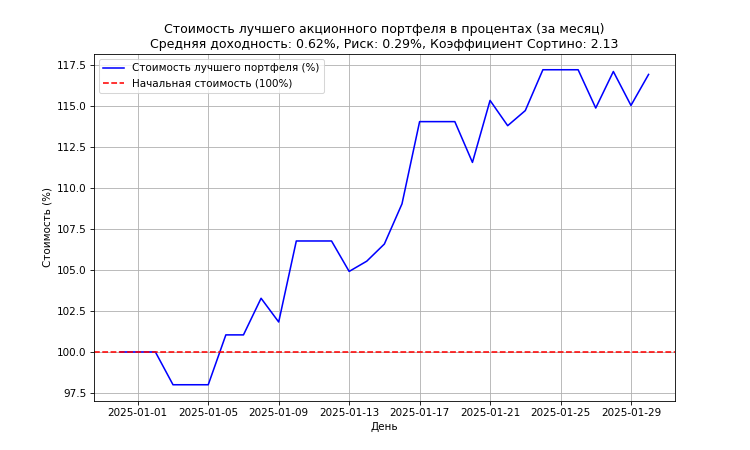 Стоимость лучшего акционного портфеля в процентах (за месяц)
Средняя доходность: 0.62%, Риск: 0.29%, Коэффициент Сортино: 2.13
Стоимость лучшего портфеля (%)
Начальная стоимость (100%)
Стоимость (%)
117.5
115.0
112.5
110.0
107.5
105.0
102.5
100.0
97.5
2025-01-01 2025-01-05 2025-01-09 2025-01-13 2025-01-17 2025-01-21 2025-01-25 2025-01-29
День